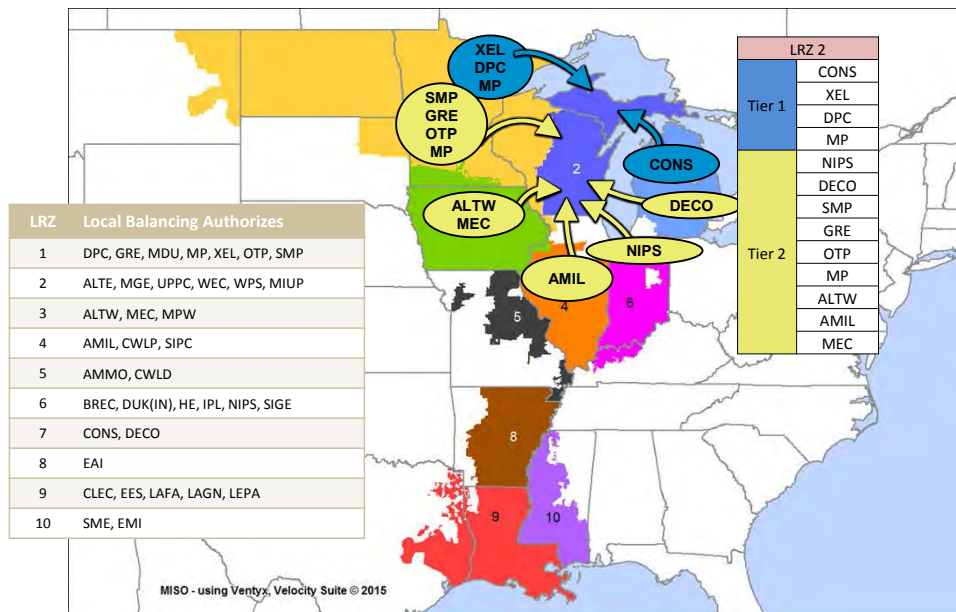 XEL
DPC
MP
SMP
GRE
OTP
MP
CONS
ALTW
MEC
DECO
NIPS
AMIL
2
4
5
6
8
9
10
LRZ 2
Tier 1
CONS
XEL
DPC
MP
Tier 2
NIPS
DECO
SMP
GRE
OTP
MP
ALTW
AMIL
MEC
LRZ Local Balancing Authorizes
1 DPC, GRE, MDU, MP, XEL, OTP, SMP
2 ALTE, MGE, UPPC, WEC, WPS, MIUP
3 ALTW, MEC, MPW
4 AMIL, CWLP, SIPC
5 AMMO, CWLD
6 BREC, DUK(IN), HE, IPL, NIPS, SIGE
7 CONS, DECO
8 EAI
9 CLEC, EES, LAFA, LAGN, LEPA
10 SME, EMI
MISO - using Ventyx, Velocity Suite © 2015